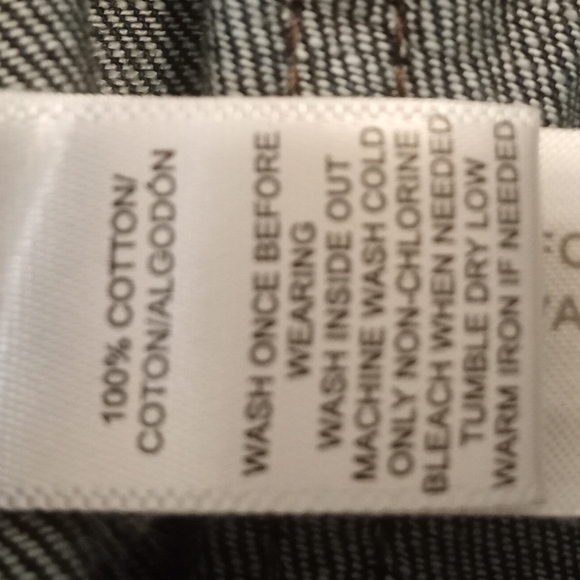 100% COTTON/
COTON/ALGODÓN
WASH ONCE BEFORE
WEARING
WASH INSIDE OUT
MACHINE WASH COLD
ONLY NON-CHLORINE
BLEACH WHEN NEEDED
TUMBLE DRY LOW
WARM IRON IF NEEDED